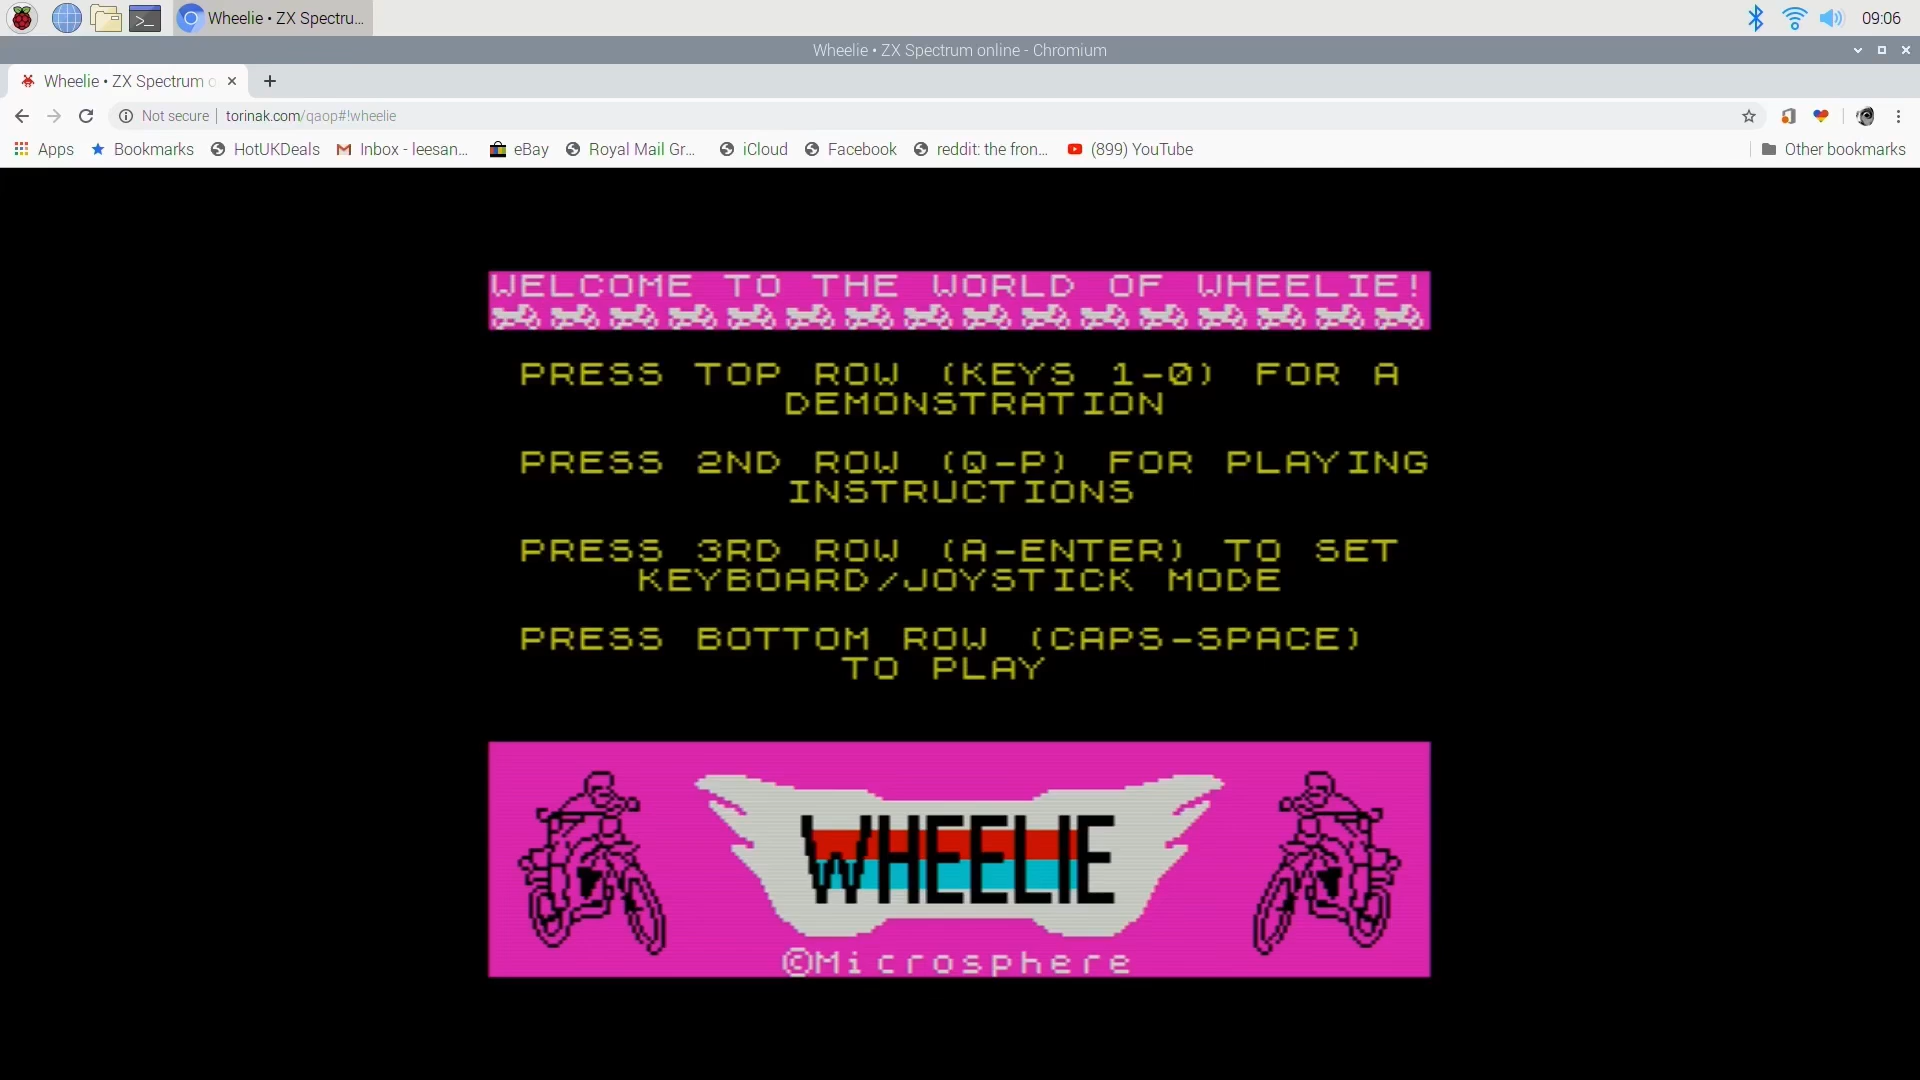 Wheelie • ZX Spectru...
09:06
Wheelie • ZX Spectrum online - Chromium
Wheelie • ZX Spectrum o
Not secure | torinak.com/qaop#!wheelie
Apps Bookmarks HotUKDeals Inbox - leesan... eBay Royal Mail Gr... iCloud Facebook reddit: the fron... (899) YouTube Other bookmarks
WELCOME TO THE WORLD OF WHEELIE!
PRESS TOP ROW (KEYS 1-0) FOR A
DEMONSTRATION
PRESS 2ND ROW (Q-P) FOR PLAYING
INSTRUCTIONS
PRESS 3RD ROW (A-ENTER) TO SET
KEYBOARD/JOYSTICK MODE
PRESS BOTTOM ROW (CAPS-SPACE)
TO PLAY
WHEELIE
©Microsphere